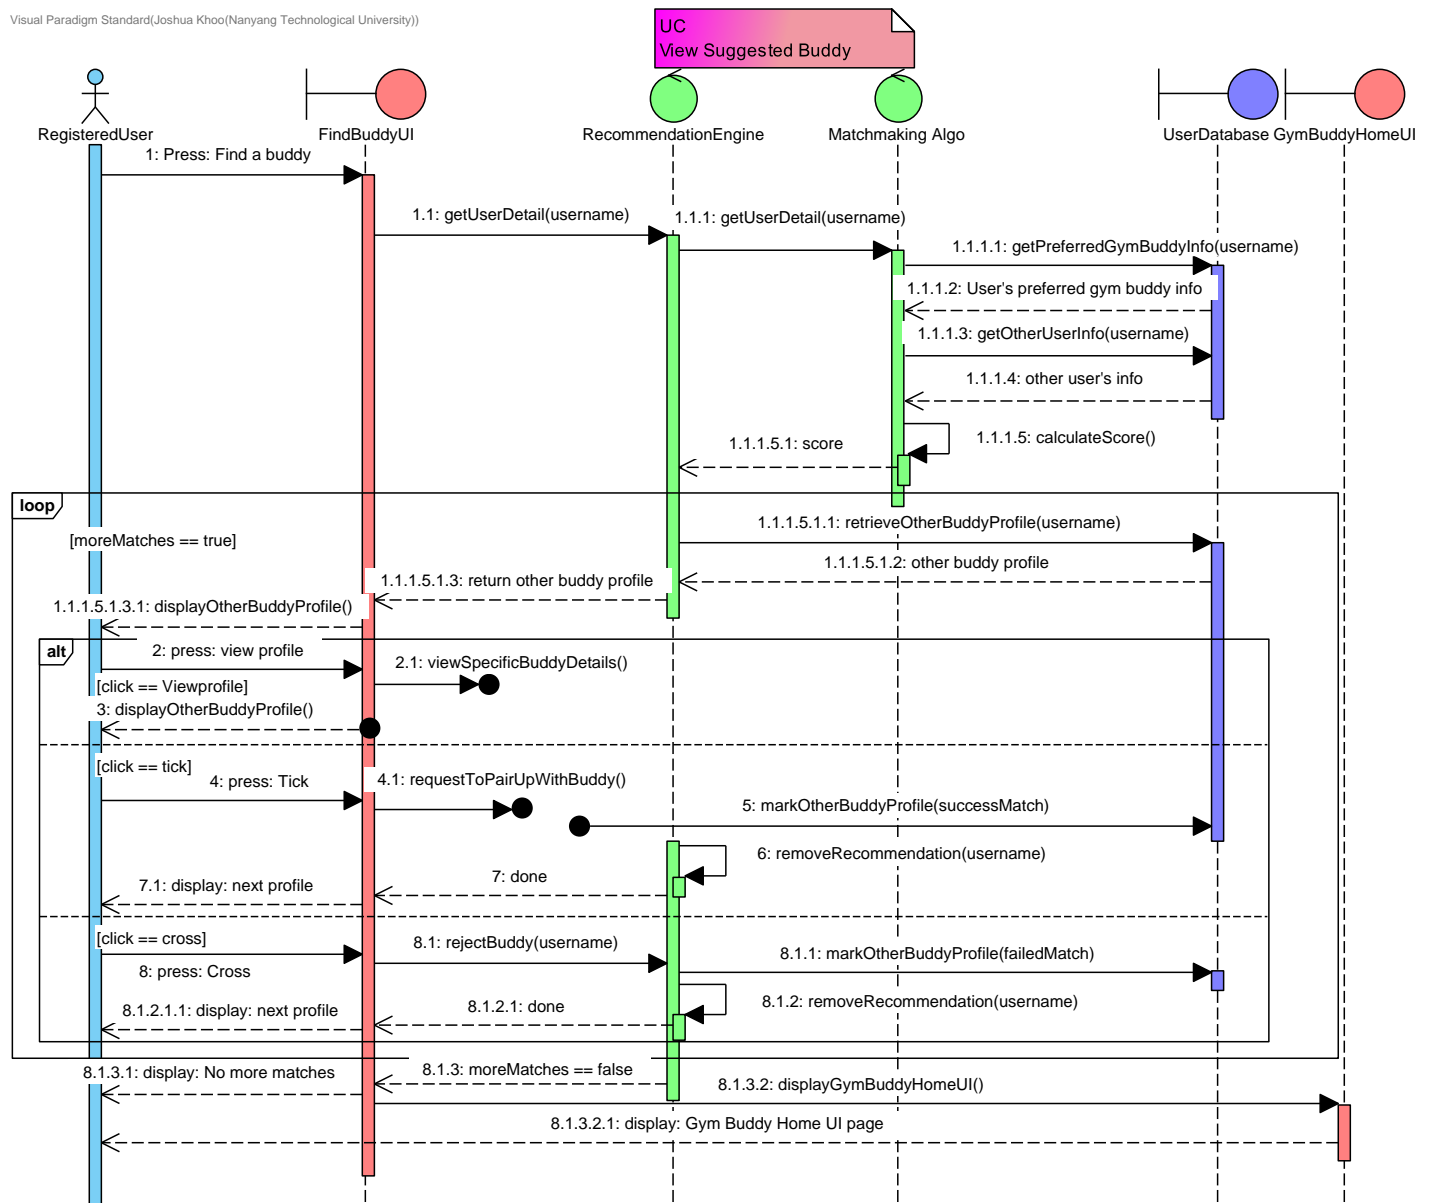 Visual Paradigm Standard(Joshua Khoo(Nanyang Technological University))
UC
View Suggested Buddy
RegisteredUser
FindBuddyUI
RecommendationEngine
Matchmaking Algo
UserDatabase
GymBuddyHomeUI
1: Press: Find a buddy
1.1: getUserDetail(username)
1.1.1: getUserDetail(username)
1.1.1.1: getPreferredGymBuddyInfo(username)
1.1.1.2: User's preferred gym buddy info
1.1.1.3: getOtherUserInfo(username)
1.1.1.4: other user's info
1.1.1.5: calculateScore()
1.1.1.5.1: score
loop
[moreMatches == true]
1.1.1.5.1.1: retrieveOtherBuddyProfile(username)
1.1.1.5.1.2: other buddy profile
1.1.1.5.1.3: return other buddy profile
1.1.1.5.1.3.1: displayOtherBuddyProfile()
alt
2: press: view profile
2.1: viewSpecificBuddyDetails()
[click == Viewprofile]
3: displayOtherBuddyProfile()
[click == tick]
4: press: Tick
4.1: requestToPairUpWithBuddy()
5: markOtherBuddyProfile(successMatch)
6: removeRecommendation(username)
7: done
7.1: display: next profile
[click == cross]
8: press: Cross
8.1: rejectBuddy(username)
8.1.1: markOtherBuddyProfile(failedMatch)
8.1.2: removeRecommendation(username)
8.1.2.1: done
8.1.2.1.1: display: next profile
8.1.3: moreMatches == false
8.1.3.1: display: No more matches
8.1.3.2: displayGymBuddyHomeUI()
8.1.3.2.1: display: Gym Buddy Home UI page